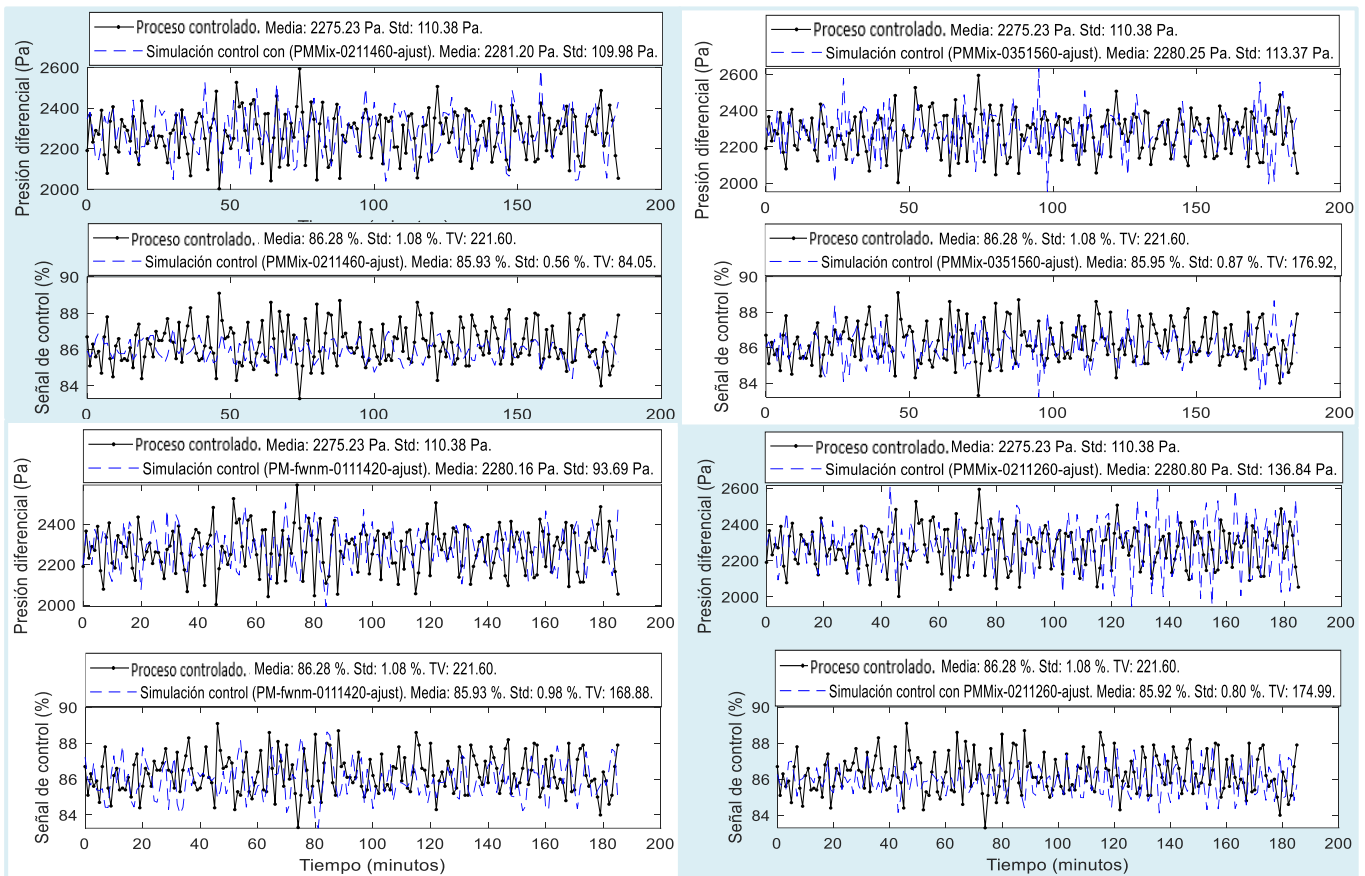 Proceso controlado. Media: 2275.23 Pa. Std: 110.38 Pa.
Simulación control con (PMMix-0211460-ajust). Media: 2281.20 Pa. Std: 109.98 Pa.
Presión diferencial (Pa)
2600
2400
2200
2000
0 50 100 150 200
Proceso controlado. Media: 86.28 %. Std: 1.08 %. TV: 221.60.
Simulación control (PMMix-0211460-ajust). Media: 85.93 %. Std: 0.56 %. TV: 84.05.
Señal de control (%)
90
88
86
84
0 50 100 150 200
Proceso controlado. Media: 2275.23 Pa. Std: 110.38 Pa.
Simulación control (PMMix-0351560-ajust). Media: 2280.25 Pa. Std: 113.37 Pa.
Presión diferencial (Pa)
2600
2400
2200
2000
0 50 100 150 200
Proceso controlado. Media: 86.28 %. Std: 1.08 %. TV: 221.60.
Simulación control (PMMix-0351560-ajust). Media: 85.95 %. Std: 0.87 %. TV: 176.92,
Señal de control (%)
90
88
86
84
0 50 100 150 200
Proceso controlado. Media: 2275.23 Pa. Std: 110.38 Pa.
Simulación control (PM-fwnm-0111420-ajust). Media: 2280.16 Pa. Std: 93.69 Pa.
Presión diferencial (Pa)
2400
2200
2000
0 20 40 60 80 100 120 140 160 180 200
Proceso controlado. Media: 86.28 %. Std: 1.08 %. TV: 221.60.
Simulación control (PM-fwnm-0111420-ajust). Media: 85.93 %. Std: 0.98 %. TV: 168.88.
Señal de control (%)
90
88
86
84
0 20 40 60 80 100 120 140 160 180 200
Tiempo (minutos)
Proceso controlado. Media: 2275.23 Pa. Std: 110.38 Pa.
Simulación control (PMMix-0211260-ajust). Media: 2280.80 Pa. Std: 136.84 Pa.
Presión diferencial (Pa)
2600
2400
2200
2000
0 20 40 60 80 100 120 140 160 180 200
Proceso controlado. Media: 86.28 %. Std: 1.08 %. TV: 221.60.
Simulación control con PMMix-0211260-ajust. Media: 85.92 %. Std: 0.80 %. TV: 174.99.
Señal de control (%)
90
88
86
84
0 20 40 60 80 100 120 140 160 180 200
Tiempo (minutos)